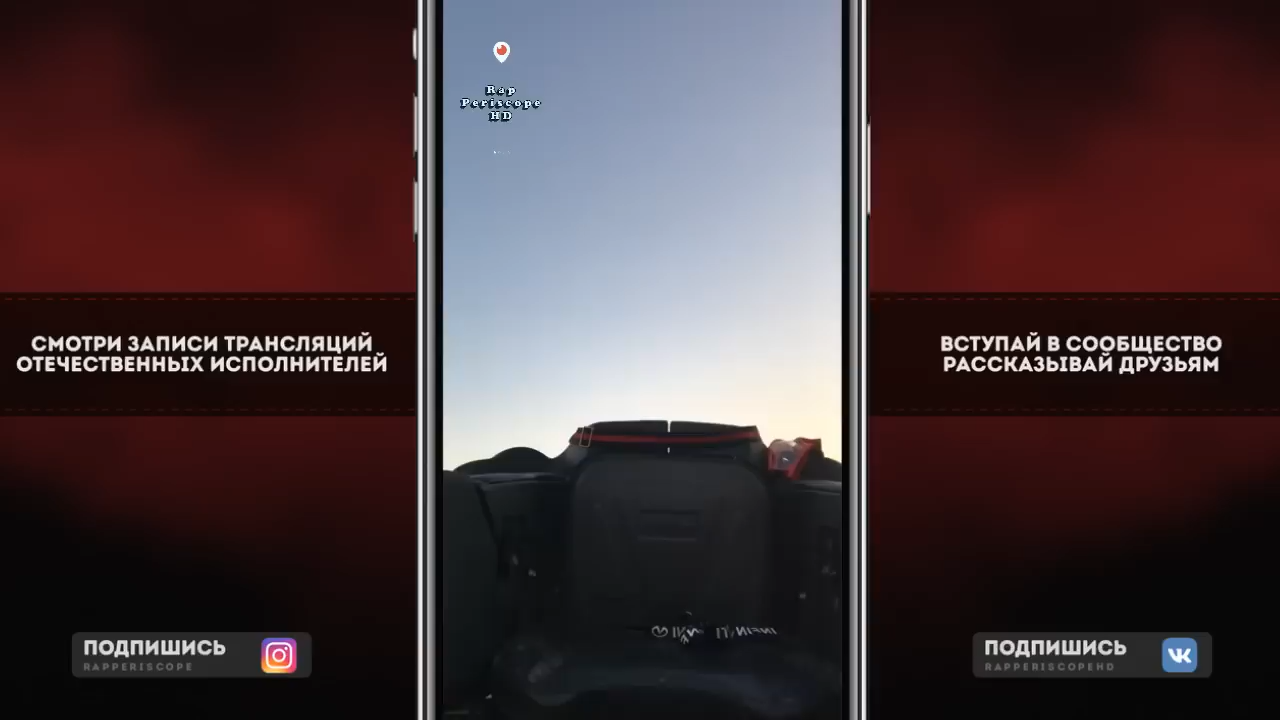 Rap
Periscope
HD
СМОТРИ ЗАПИСИ ТРАНСЛЯЦИЙ
ОТЕЧЕСТВЕННЫХ ИСПОЛНИТЕЛЕЙ
ВСТУПАЙ В СООБЩЕСТВО
РАССКАЗЫВАЙ ДРУЗЬЯМ
ПОДПИШИСЬ
RAPPERISCOPE
ПОДПИШИСЬ
RAPPERISCOPEHD